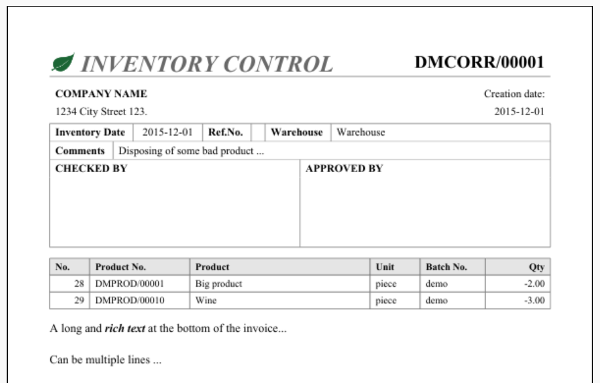 INVENTORY CONTROL DMCORR/00001
COMPANY NAME Creation date:
1234 City Street 123. 2015-12-01
Inventory Date 2015-12-01 Ref.No. Warehouse Warehouse
Comments Disposing of some bad product ...
CHECKED BY APPROVED BY
No. Product No. Product Unit Batch No. Qty
28 DMPROD/00001 Big product piece demo -2.00
29 DMPROD/00010 Wine piece demo -3.00
A long and rich text at the bottom of the invoice...
Can be multiple lines ...